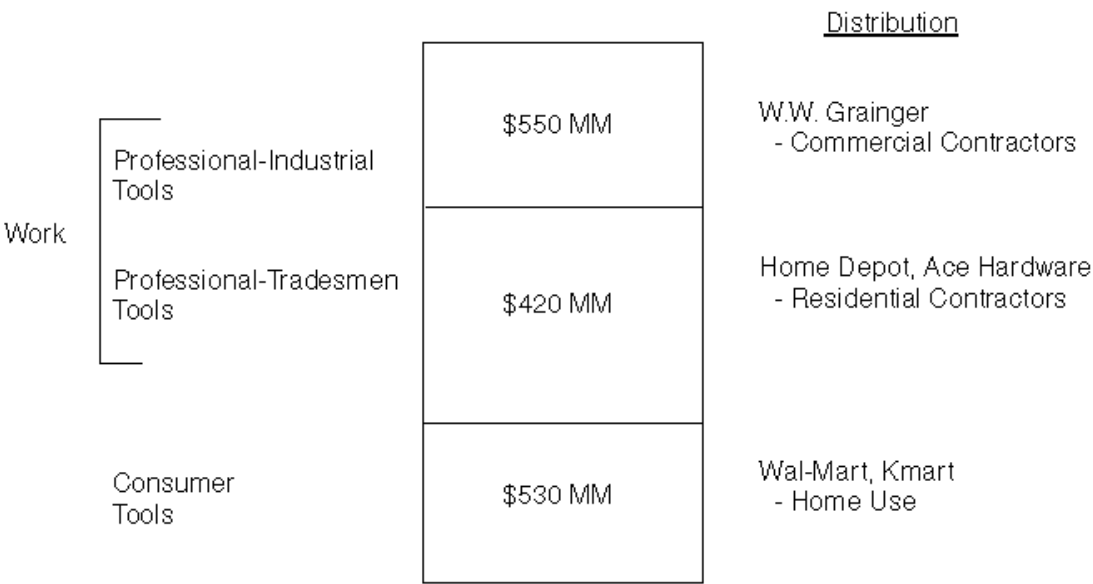 Distribution
$550 MM
W.W. Grainger
- Commercial Contractors
Professional-Industrial
Tools
Work
Professional-Tradesmen
Tools
$420 MM
Home Depot, Ace Hardware
- Residential Contractors
Consumer
Tools
$530 MM
Wal-Mart, Kmart
- Home Use